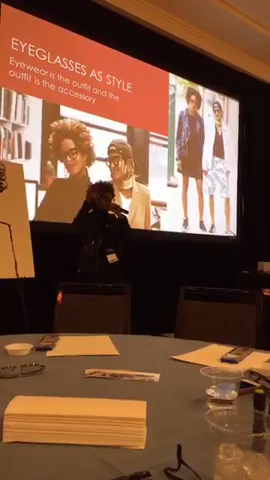 EYEGLASSES AS STYLE
Eyewear is the outfit and the
outfit is the accessory